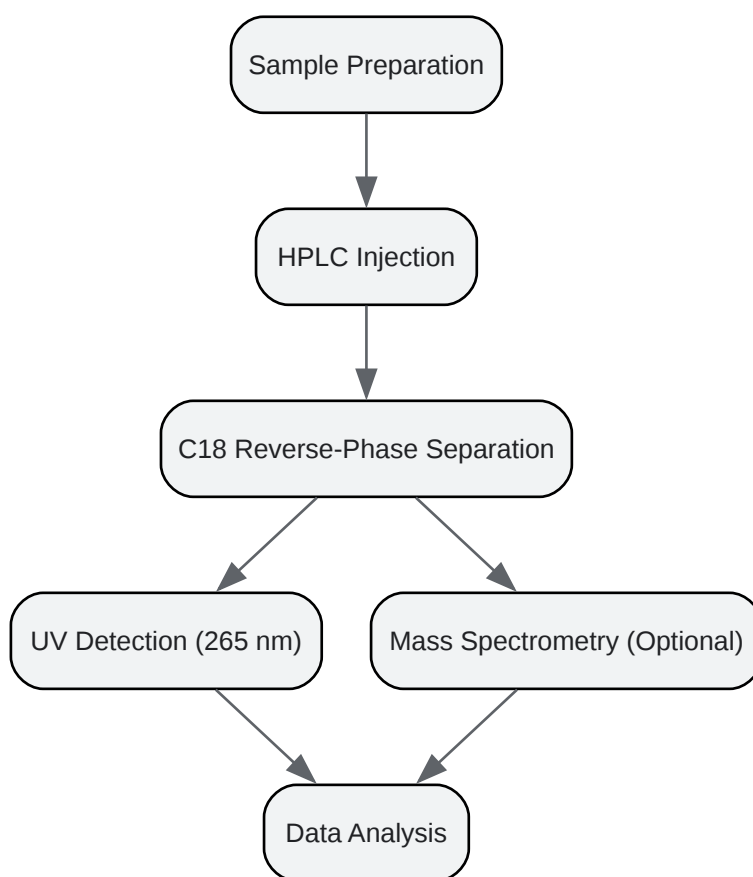 Sample Preparation
HPLC Injection
C18 Reverse-Phase Separation
UV Detection (265 nm)
Mass Spectrometry (Optional)
Data Analysis